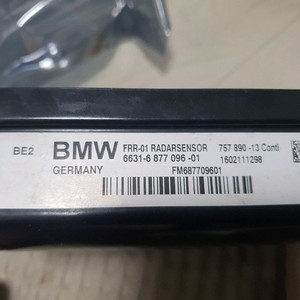 BE2 BMW FRR-01 RADARSENSOR 757 890 -13 Conti
6631-6 877 096 -01 1602111298
GERMANY FM687709601